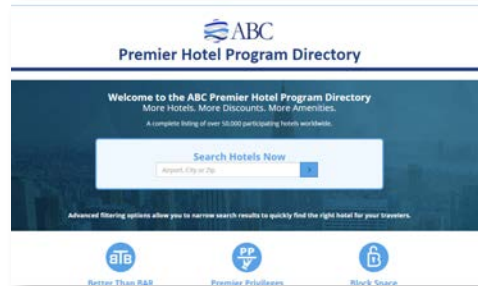 ABC
Premier Hotel Program Directory
Welcome to the ABC Premier Hotel Program Directory
More Hotels. More Discounts. More Amenities.
A complete listing of over 50,000 participating hotels worldwide.
Search Hotels Now
Airport, City or Zip
Advanced filtering options allow you to narrow search results to quickly find the right hotel for your travelers.
BTB
PP
B
Better Than BAR
Premier Privileges
Block Space